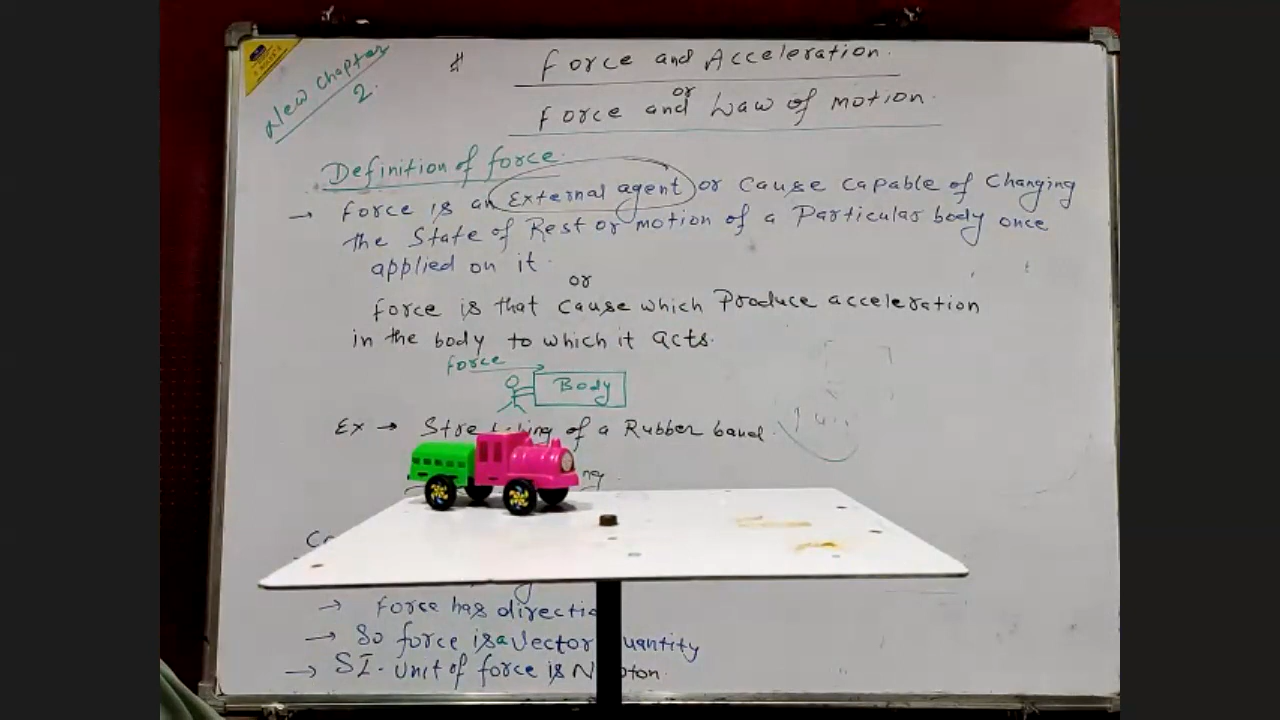 New Chapter
2.
# Force and Acceleration.
or
Force and Law of motion.
Definition of force.
→ Force is an External agent or cause capable of Changing
the State of Rest or motion of a Particular body once
applied on it.
or
Force is that cause which Produce acceleration
in the body to which it acts.
Force
Body
Ex → of a Rubber band.
→ Force has
→ So force is a Vector
→ SI. unit of force is